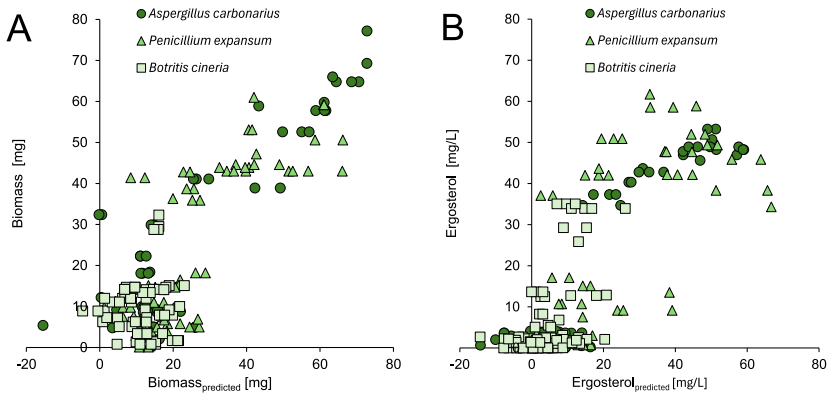 A
Aspergillus carbonarius
Penicillium expansum
Botritis cineria
Biomass [mg]
80
70
60
50
40
30
20
10
0
-20 0 20 40 60 80
Biomasspredicted [mg]
B
Aspergillus carbonarius
Penicillium expansum
Botritis cineria
Ergosterol [mg/L]
80
70
60
50
40
30
20
10
0
-20 0 20 40 60 80
Ergosterolpredicted [mg/L]